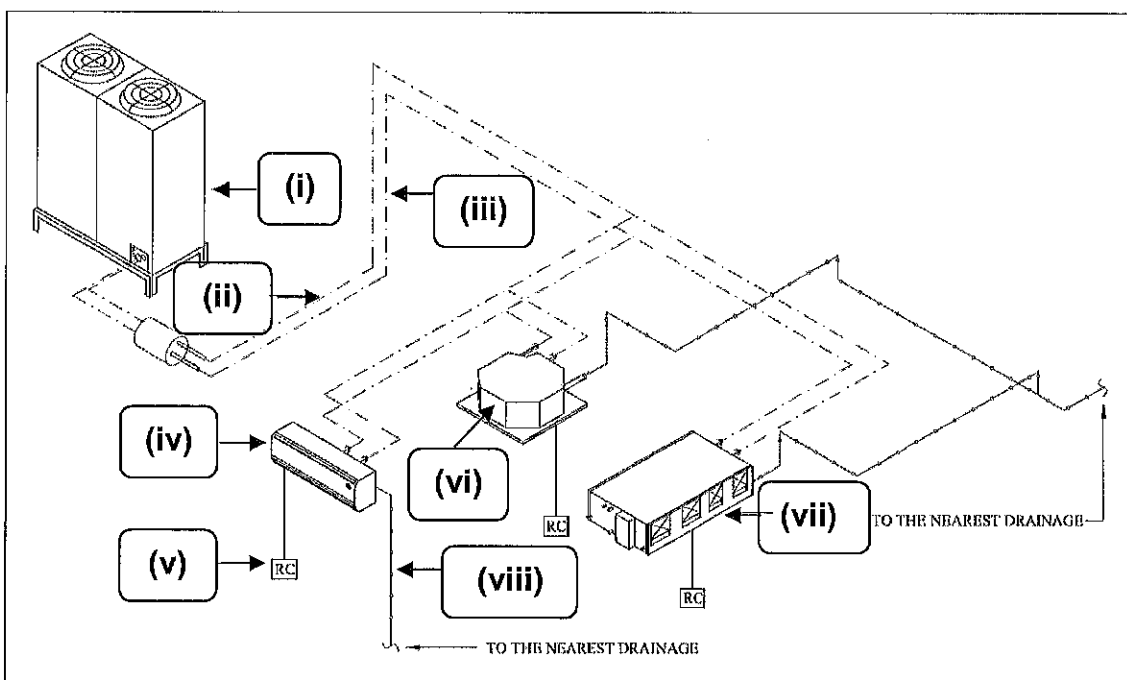 (i)
(iii)
(ii)
(iv)
(vi)
(vii)
RC
TO THE NEAREST DRAINAGE
(v)
RC
(viii)
RC
TO THE NEAREST DRAINAGE